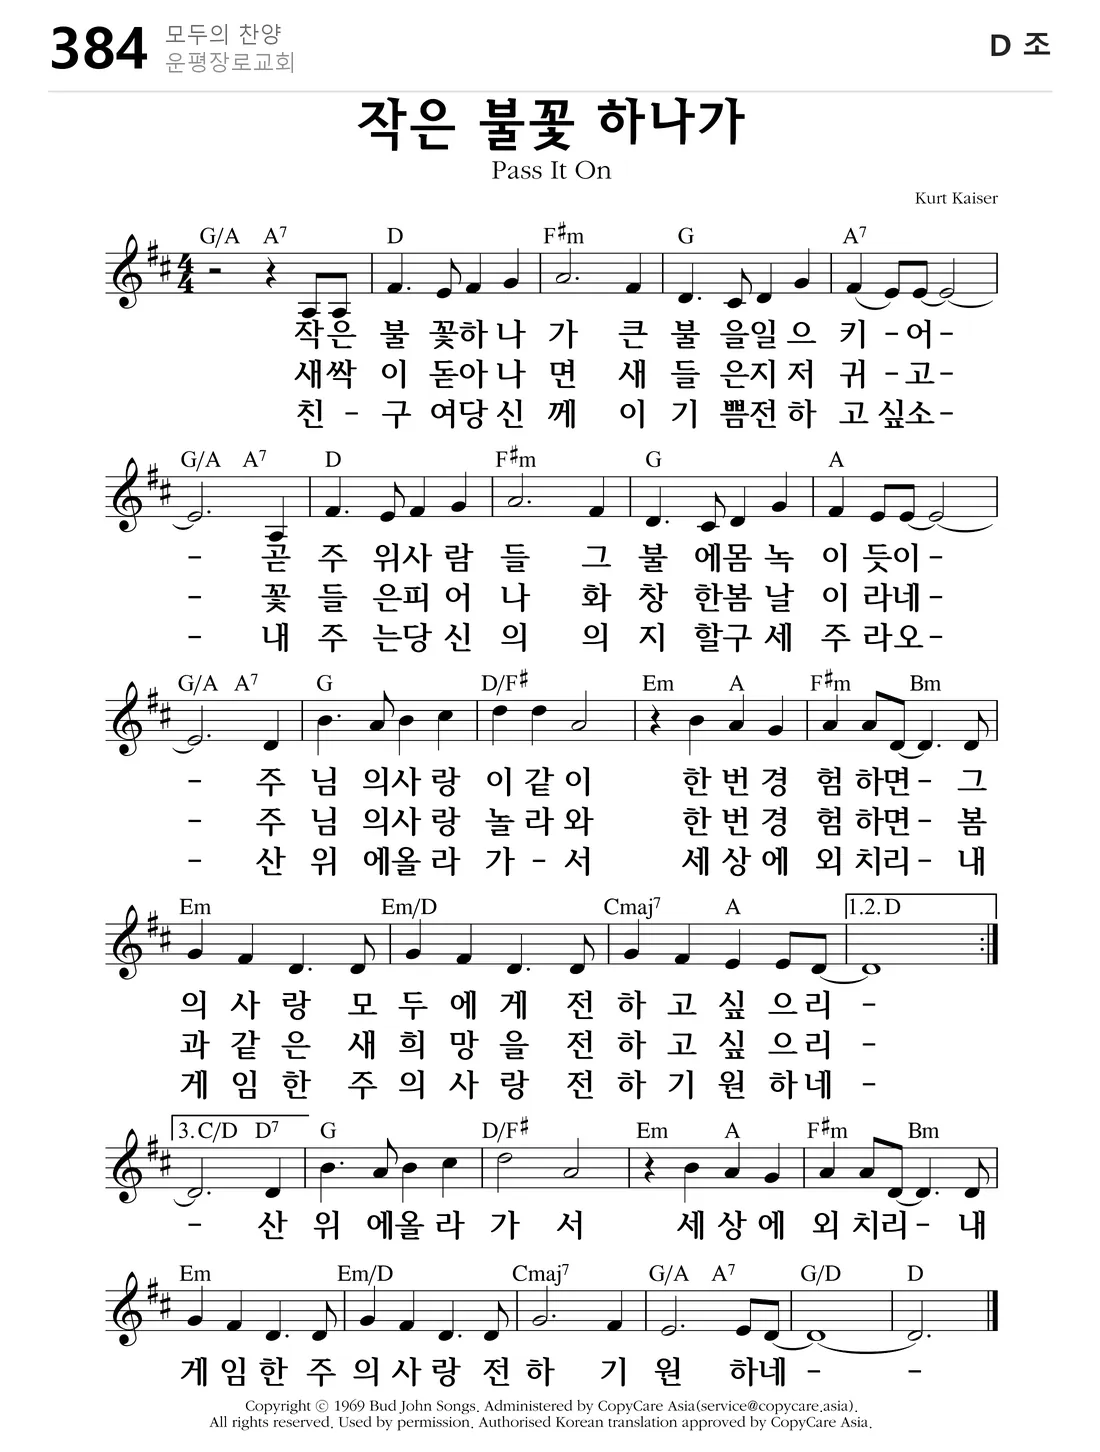 384 모두의 찬양
운평장로교회
D 조
작은 불꽃 하나가
Pass It On
Kurt Kaiser
G/A A7 D F#m G A7
작은 불 꽃하 나 가 큰 불 을일 으 키 - 어 -
새싹 이 돋아 나 면 새 들 은지 저 귀 - 고 -
친 - 구 여당 신 께 이 기 쁨전 하 고 싶소 -
G/A A7 D F#m G A
- 곧 주 위사 람 들 그 불 에몸 녹 이 듯이 -
- 꽃 들 은피 어 나 화 창 한봄 날 이 라네 -
- 내 주 는당 신 의 의 지 할구 세 주 라오 -
G/A A7 G D/F# Em A F#m Bm
- 주 님 의사 랑 이 같 이 한 번 경 험 하면 - 그
- 주 님 의사 랑 놀 라 와 한 번 경 험 하면 - 봄
- 산 위 에올 라 가 - 서 세 상 에 외 치리 - 내
Em Em/D Cmaj7 A 1.2. D
의 사 랑 모 두 에 게 전 하 고 싶 으 리 -
과 같 은 새 희 망 을 전 하 고 싶 으 리 -
게 임 한 주 의 사 랑 전 하 기 원 하 네 -
3. C/D D7 G D/F# Em A F#m Bm
- 산 위 에올 라 가 서 세 상 에 외 치리 - 내
Em Em/D Cmaj7 G/A A7 G/D D
게 임 한 주 의 사 랑 전 하 기 원 하네 - -
Copyright ⓒ 1969 Bud John Songs. Administered by CopyCare Asia(service@copycare.asia).
All rights reserved. Used by permission. Authorised Korean translation approved by CopyCare Asia.